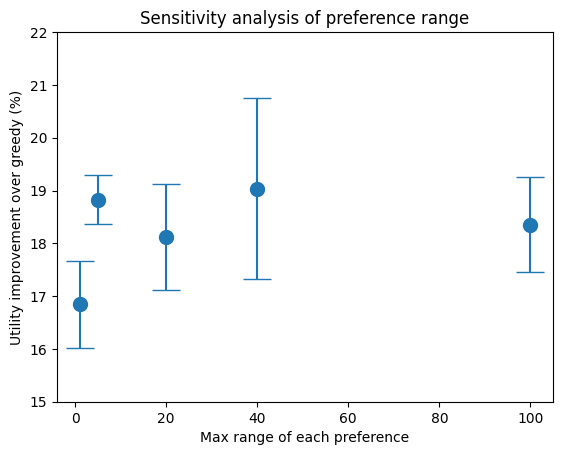 Sensitivity analysis of preference range
Utility improvement over greedy (%)
22
21
20
19
18
17
16
15
0 20 40 60 80 100
Max range of each preference